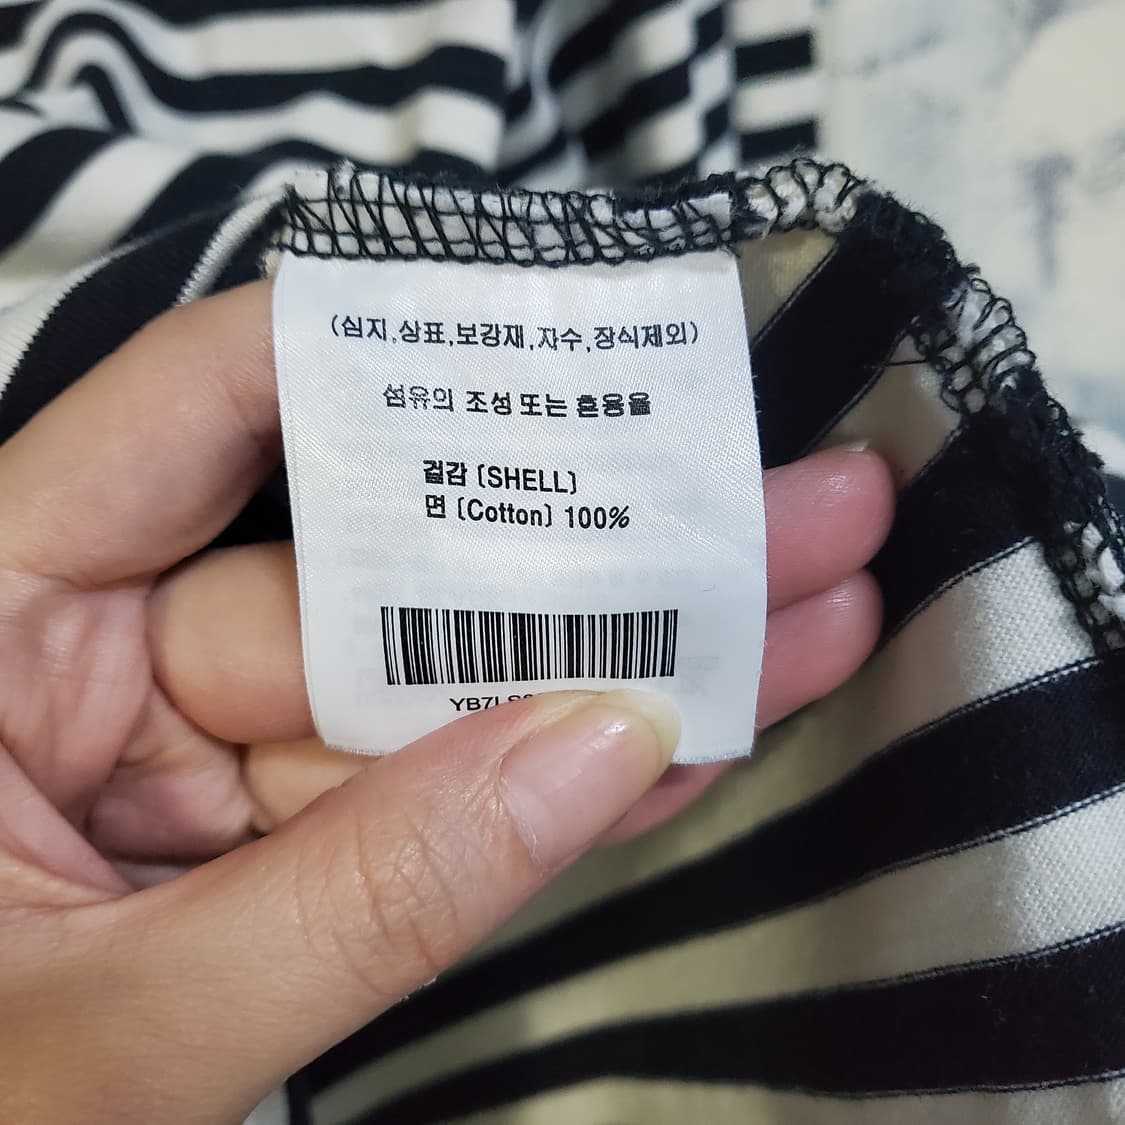 (심지,상표,보강재,자수,장식제외)
섬유의 조성 또는 혼용율
겉감 (SHELL)
면 (Cotton) 100%